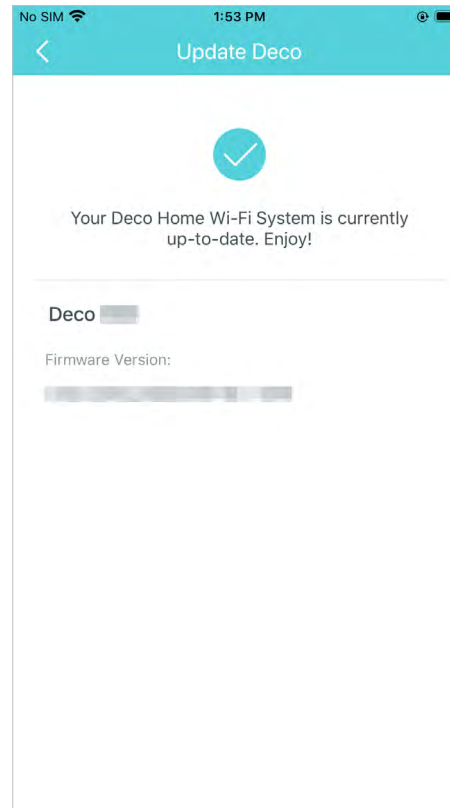 No SIM 1:53 PM
Update Deco
Your Deco Home Wi-Fi System is currently
up-to-date. Enjoy!
Deco
Firmware Version: